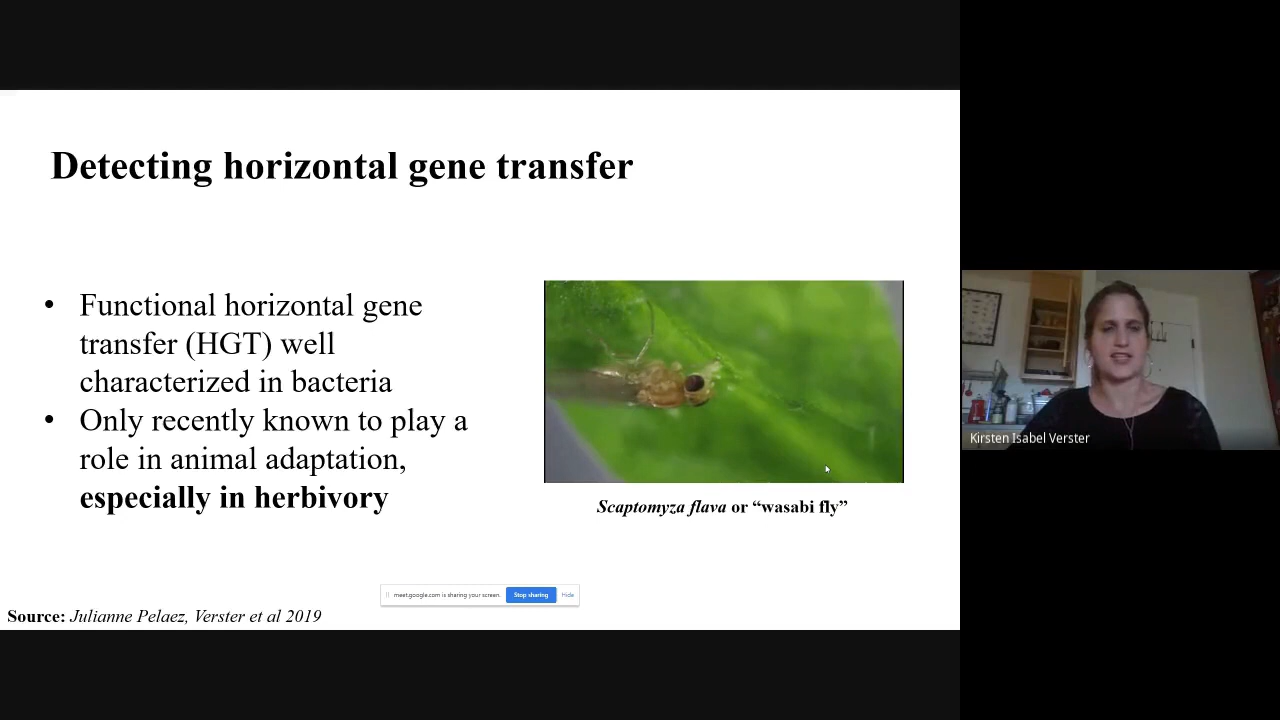 Detecting horizontal gene transfer
• Functional horizontal gene
transfer (HGT) well
characterized in bacteria
• Only recently known to play a
role in animal adaptation,
especially in herbivory
Scaptomyza flava or “wasabi fly”
meet.google.com is sharing your screen.
Stop sharing
Hide
Source: Julianne Pelaez, Verster et al 2019
Kirsten Isabel Verster